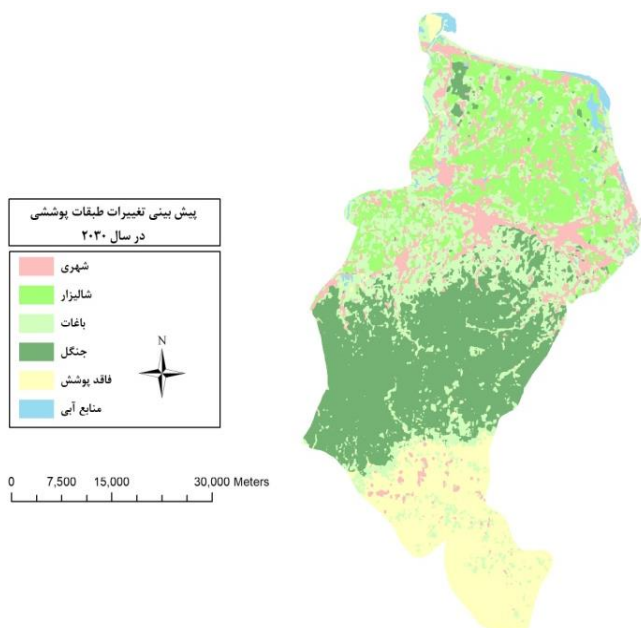 پیش بینی تغییرات طبقات پوششی
در سال ۲۰۳۰
شهری
شالیزار
باغات
جنگل
فاقد پوشش
منابع آبی
N
0 7,500 15,000 30,000 Meters